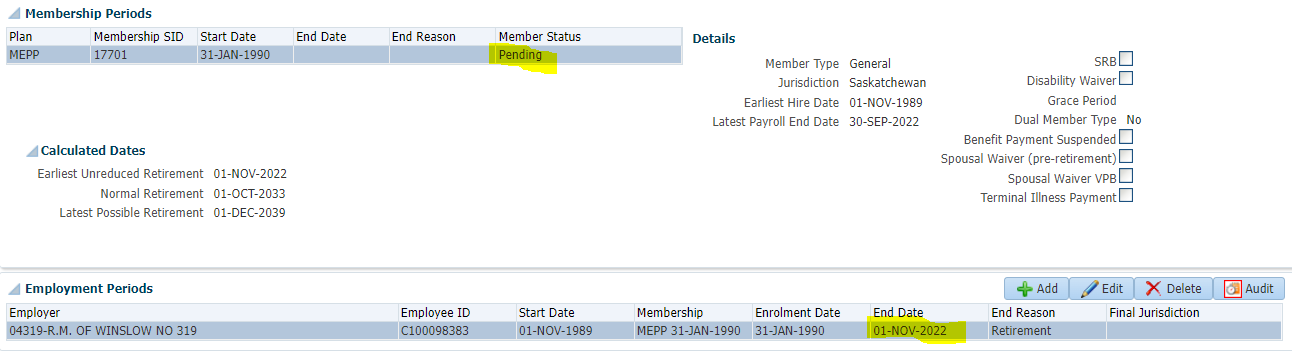 Membership Periods
Plan Membership SID Start Date End Date End Reason Member Status
MEPP 17701 31-JAN-1990 Pending
Details
Member Type General
Jurisdiction Saskatchewan
Earliest Hire Date 01-NOV-1989
Latest Payroll End Date 30-SEP-2022
SRB
Disability Waiver
Grace Period
Dual Member Type No
Benefit Payment Suspended
Spousal Waiver (pre-retirement)
Spousal Waiver VPB
Terminal Illness Payment
Calculated Dates
Earliest Unreduced Retirement 01-NOV-2022
Normal Retirement 01-OCT-2033
Latest Possible Retirement 01-DEC-2039
Employment Periods
Add Edit Delete Audit
Employer Employee ID Start Date Membership Enrolment Date End Date End Reason Final Jurisdiction
04319-R.M. OF WINSLOW NO 319 C100098383 01-NOV-1989 MEPP 31-JAN-1990 31-JAN-1990 01-NOV-2022 Retirement